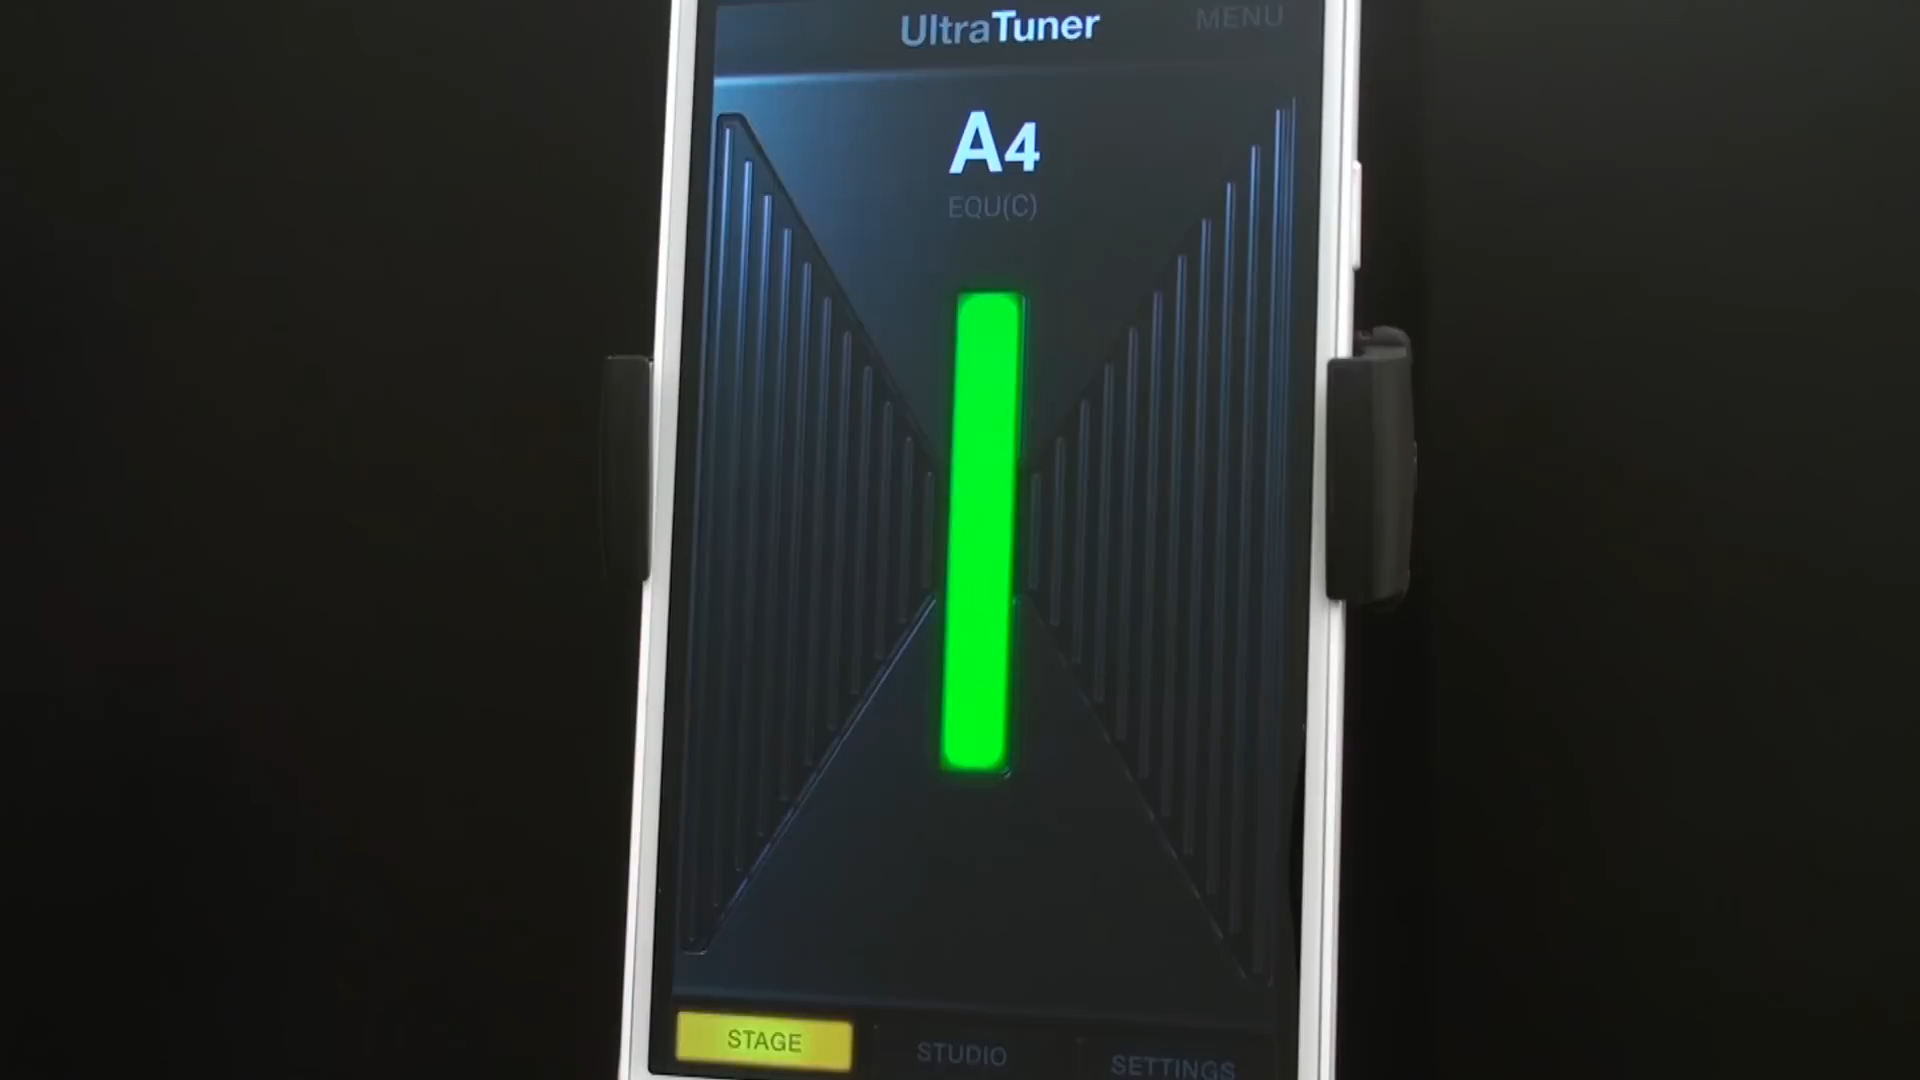 UltraTuner
MENU
A4
EQU(C)
STAGE
STUDIO
SETTINGS